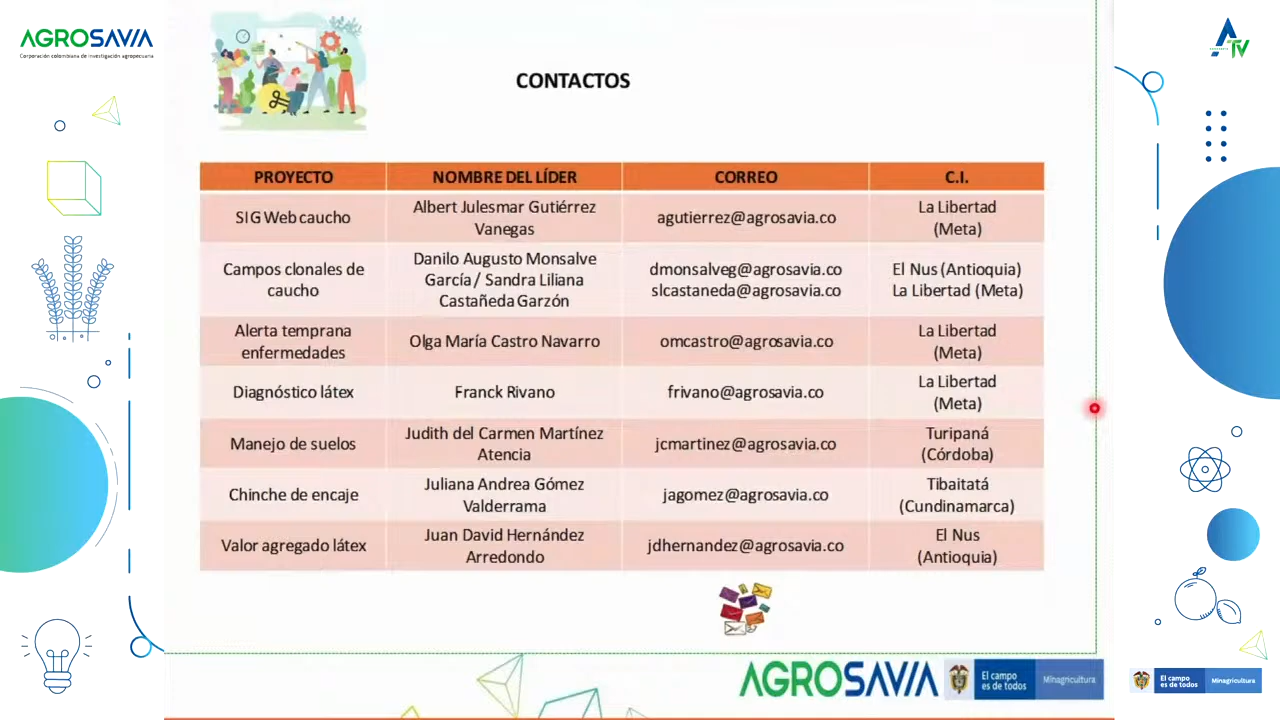 AGROSAVIA
Corporación colombiana de investigación agropecuaria
TV
CONTACTOS
PROYECTO NOMBRE DEL LÍDER CORREO C.I.
SIG Web caucho
Albert Julesmar Gutiérrez
Vanegas
agutierrez@agrosavia.co
La Libertad
(Meta)
Campos clonales de
caucho
Danilo Augusto Monsalve
García / Sandra Liliana
Castañeda Garzón
dmonsalveg@agrosavia.co
slcastaneda@agrosavia.co
El Nus (Antioquia)
La Libertad (Meta)
Alerta temprana
enfermedades
Olga María Castro Navarro
omcastro@agrosavia.co
La Libertad
(Meta)
Diagnóstico látex
Franck Rivano
frivano@agrosavia.co
La Libertad
(Meta)
Manejo de suelos
Judith del Carmen Martínez
Atencia
jcmartinez@agrosavia.co
Turipaná
(Córdoba)
Chinche de encaje
Juliana Andrea Gómez
Valderrama
jagomez@agrosavia.co
Tibaitatá
(Cundinamarca)
Valor agregado látex
Juan David Hernández
Arredondo
jdhernandez@agrosavia.co
El Nus
(Antioquia)
AGROSAVIA
El campo
es de todos
Minagricultura
El campo
es de todos
Minagricultura